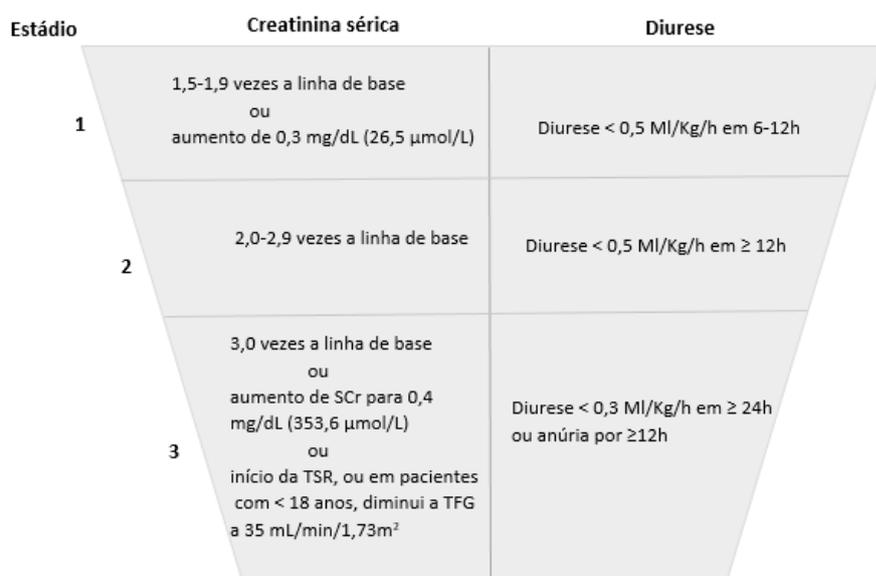 Estádio Creatinina sérica Diurese
1
1,5-1,9 vezes a linha de base
ou
aumento de 0,3 mg/dL (26,5 µmol/L)
Diurese < 0,5 Ml/Kg/h em 6-12h
2
2,0-2,9 vezes a linha de base
Diurese < 0,5 Ml/Kg/h em ≥ 12h
3
3,0 vezes a linha de base
ou
aumento de SCr para 0,4
mg/dL (353,6 µmol/L)
ou
início da TSR, ou em pacientes
com < 18 anos, diminui a TFG
a 35 mL/min/1,73m²
Diurese < 0,3 Ml/Kg/h em ≥ 24h
ou anúria por ≥12h